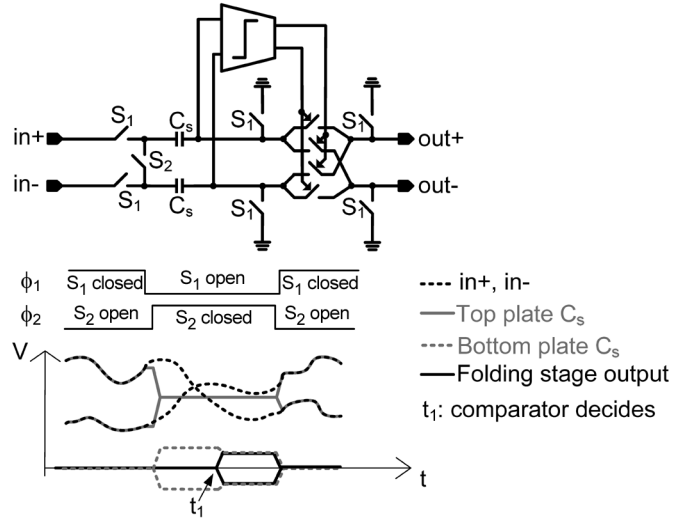 S₁ Cₛ S₁ S₁
in+ out+
S₂
in- out-
S₁ Cₛ S₁ S₁
ϕ₁ S₁ closed S₁ open S₁ closed
ϕ₂ S₂ open S₂ closed S₂ open
in+, in-
Top plate Cₛ
Bottom plate Cₛ
Folding stage output
t₁: comparator decides
V
t
t₁